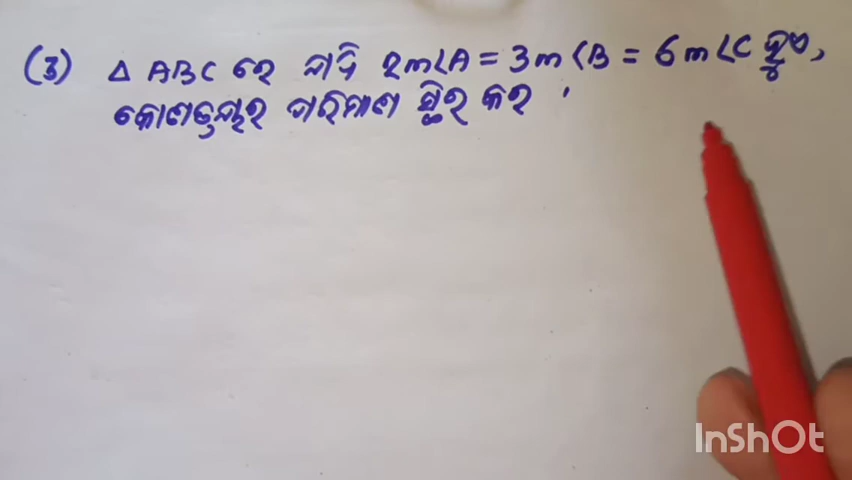 (3) Δ ABC ରେ ଯଦି 2m∠A = 3m∠B = 6m∠C ହୁଏ,
କୋଣତ୍ରୟର ପରିମାଣ ସ୍ଥିର କର ।
InShOt